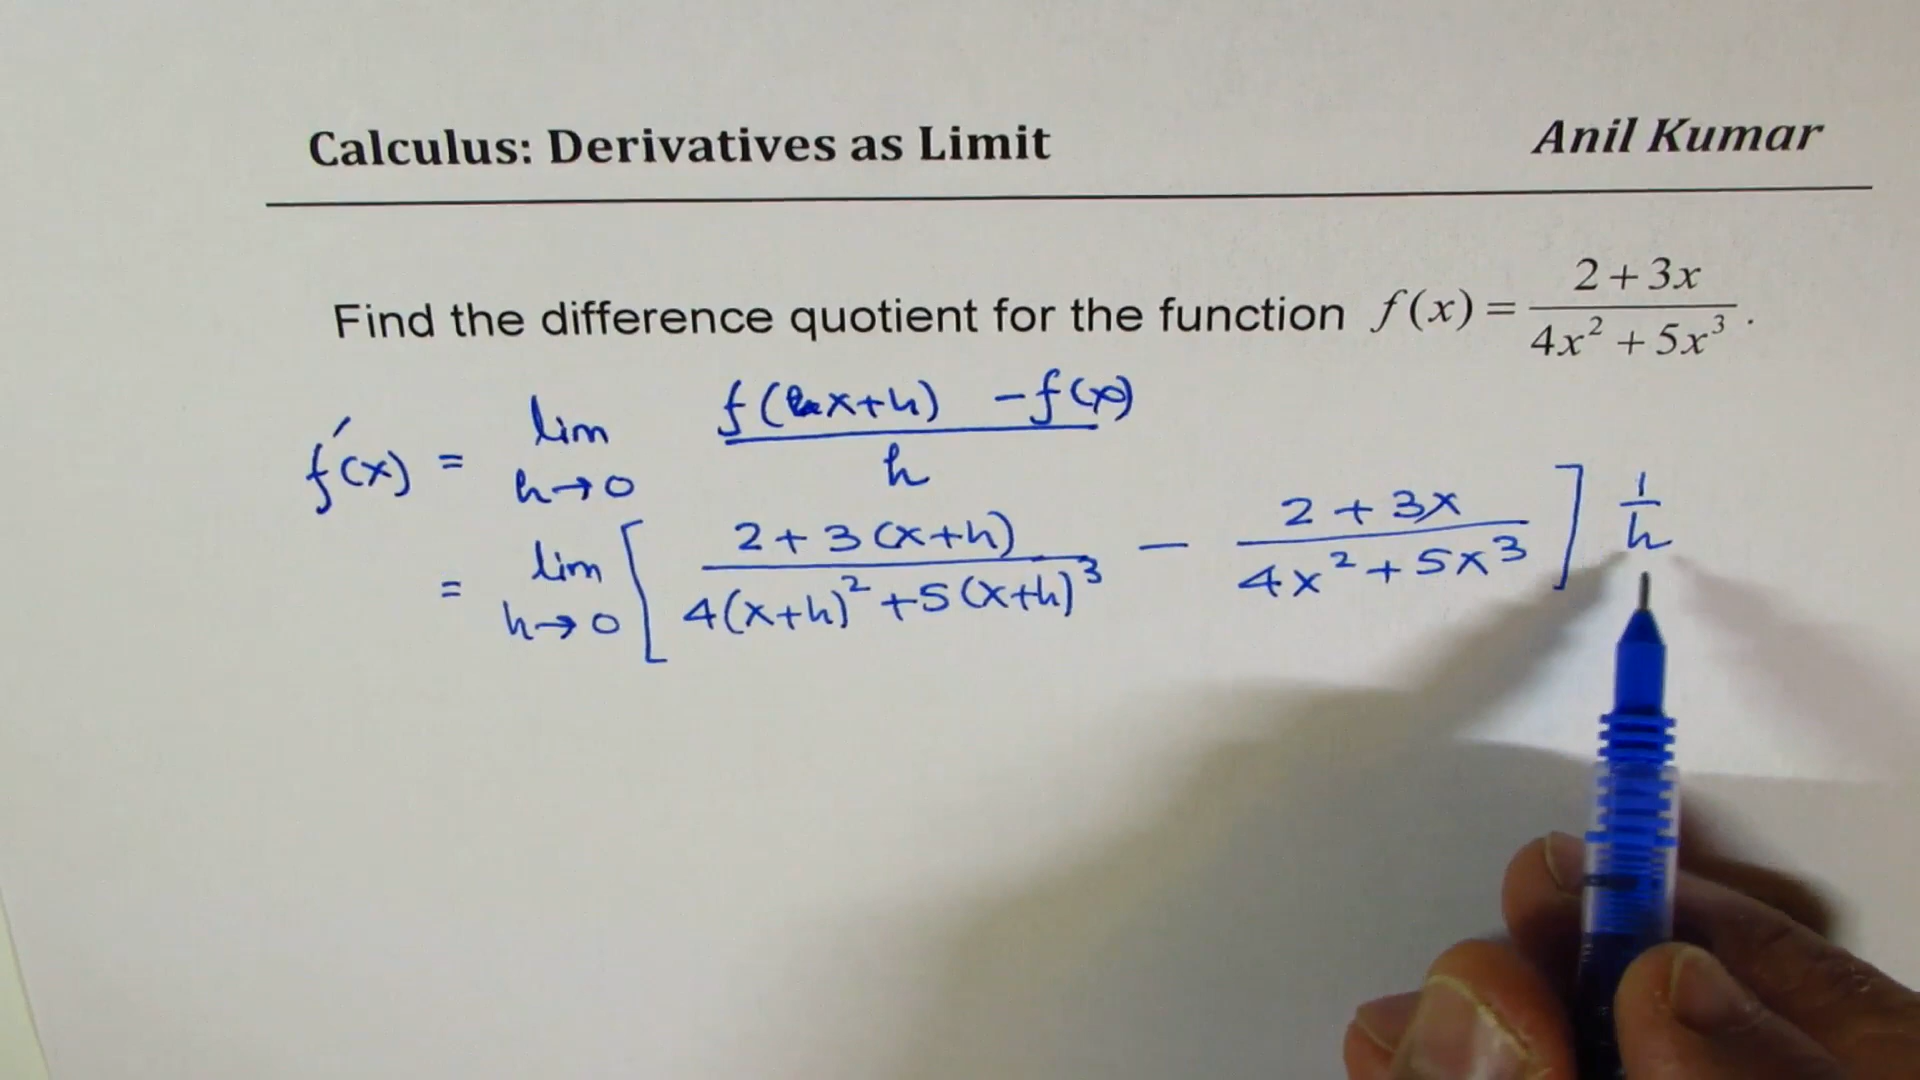 Calculus: Derivatives as Limit
Anil Kumar
Find the difference quotient for the function f(x) = (2+3x)/(4x² + 5x³).
f′(x) = lim h→0 (f(x+h) − f(x))/h
= lim h→0 [ (2+3(x+h))/(4(x+h)²+5(x+h)³) − (2+3x)/(4x²+5x³) ] 1/h